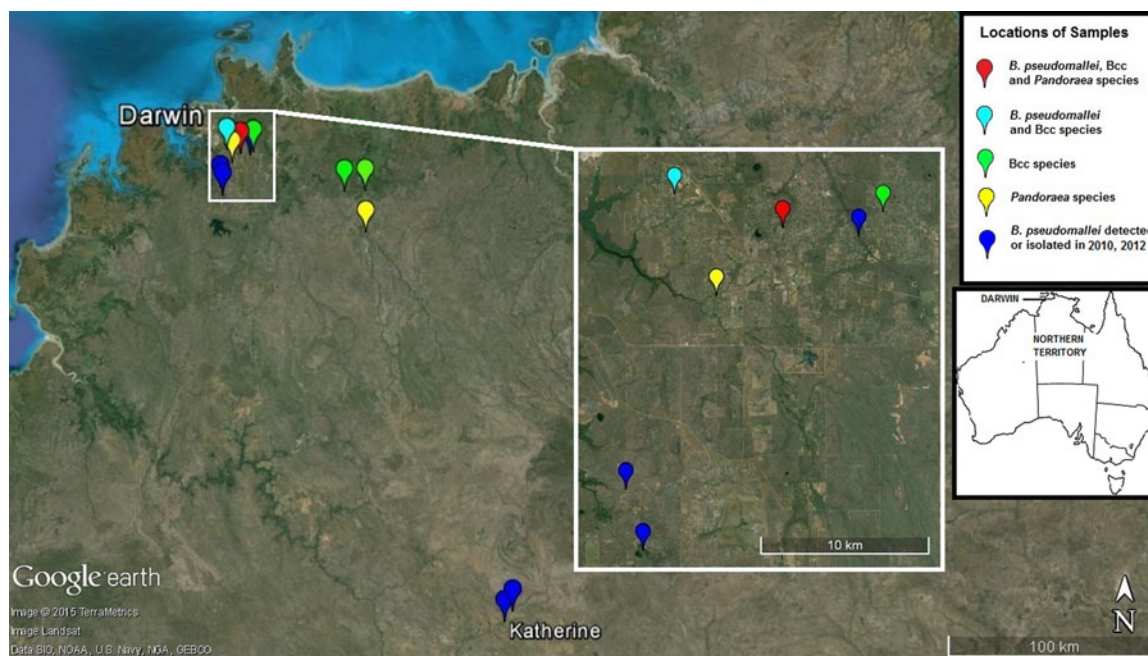 Darwin
Locations of Samples
B. pseudomallei, Bcc
and Pandoraea species
B. pseudomallei
and Bcc species
Bcc species
Pandoraea species
B. pseudomallei detected
or isolated in 2010, 2012
DARWIN
NORTHERN
TERRITORY
10 km
Google earth
Image © 2015 TerraMetrics
Image Landsat
Data SIO, NOAA, U.S. Navy, NGA, GEBCO
Katherine
N
100 km